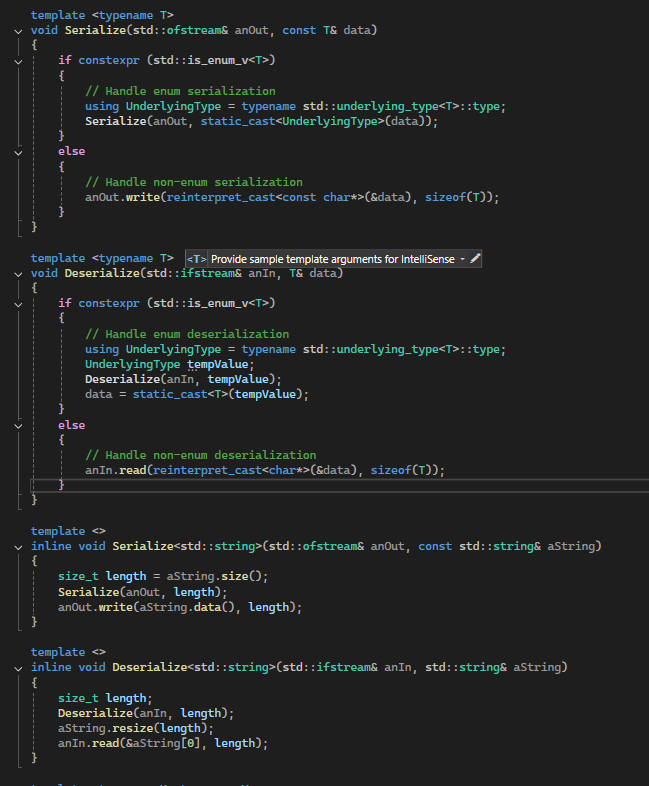 template <typename T>
void Serialize(std::ofstream& anOut, const T& data)
{
    if constexpr (std::is_enum_v<T>)
    {
        // Handle enum serialization
        using UnderlyingType = typename std::underlying_type<T>::type;
        Serialize(anOut, static_cast<UnderlyingType>(data));
    }
    else
    {
        // Handle non-enum serialization
        anOut.write(reinterpret_cast<const char*>(&data), sizeof(T));
    }
}
template <typename T> <T> Provide sample template arguments for IntelliSense
void Deserialize(std::ifstream& anIn, T& data)
{
    if constexpr (std::is_enum_v<T>)
    {
        // Handle enum deserialization
        using UnderlyingType = typename std::underlying_type<T>::type;
        UnderlyingType tempValue;
        Deserialize(anIn, tempValue);
        data = static_cast<T>(tempValue);
    }
    else
    {
        // Handle non-enum deserialization
        anIn.read(reinterpret_cast<char*>(&data), sizeof(T));
    }
}
template <>
inline void Serialize<std::string>(std::ofstream& anOut, const std::string& aString)
{
    size_t length = aString.size();
    Serialize(anOut, length);
    anOut.write(aString.data(), length);
}
template <>
inline void Deserialize<std::string>(std::ifstream& anIn, std::string& aString)
{
    size_t length;
    Deserialize(anIn, length);
    aString.resize(length);
    anIn.read(&aString[0], length);
}